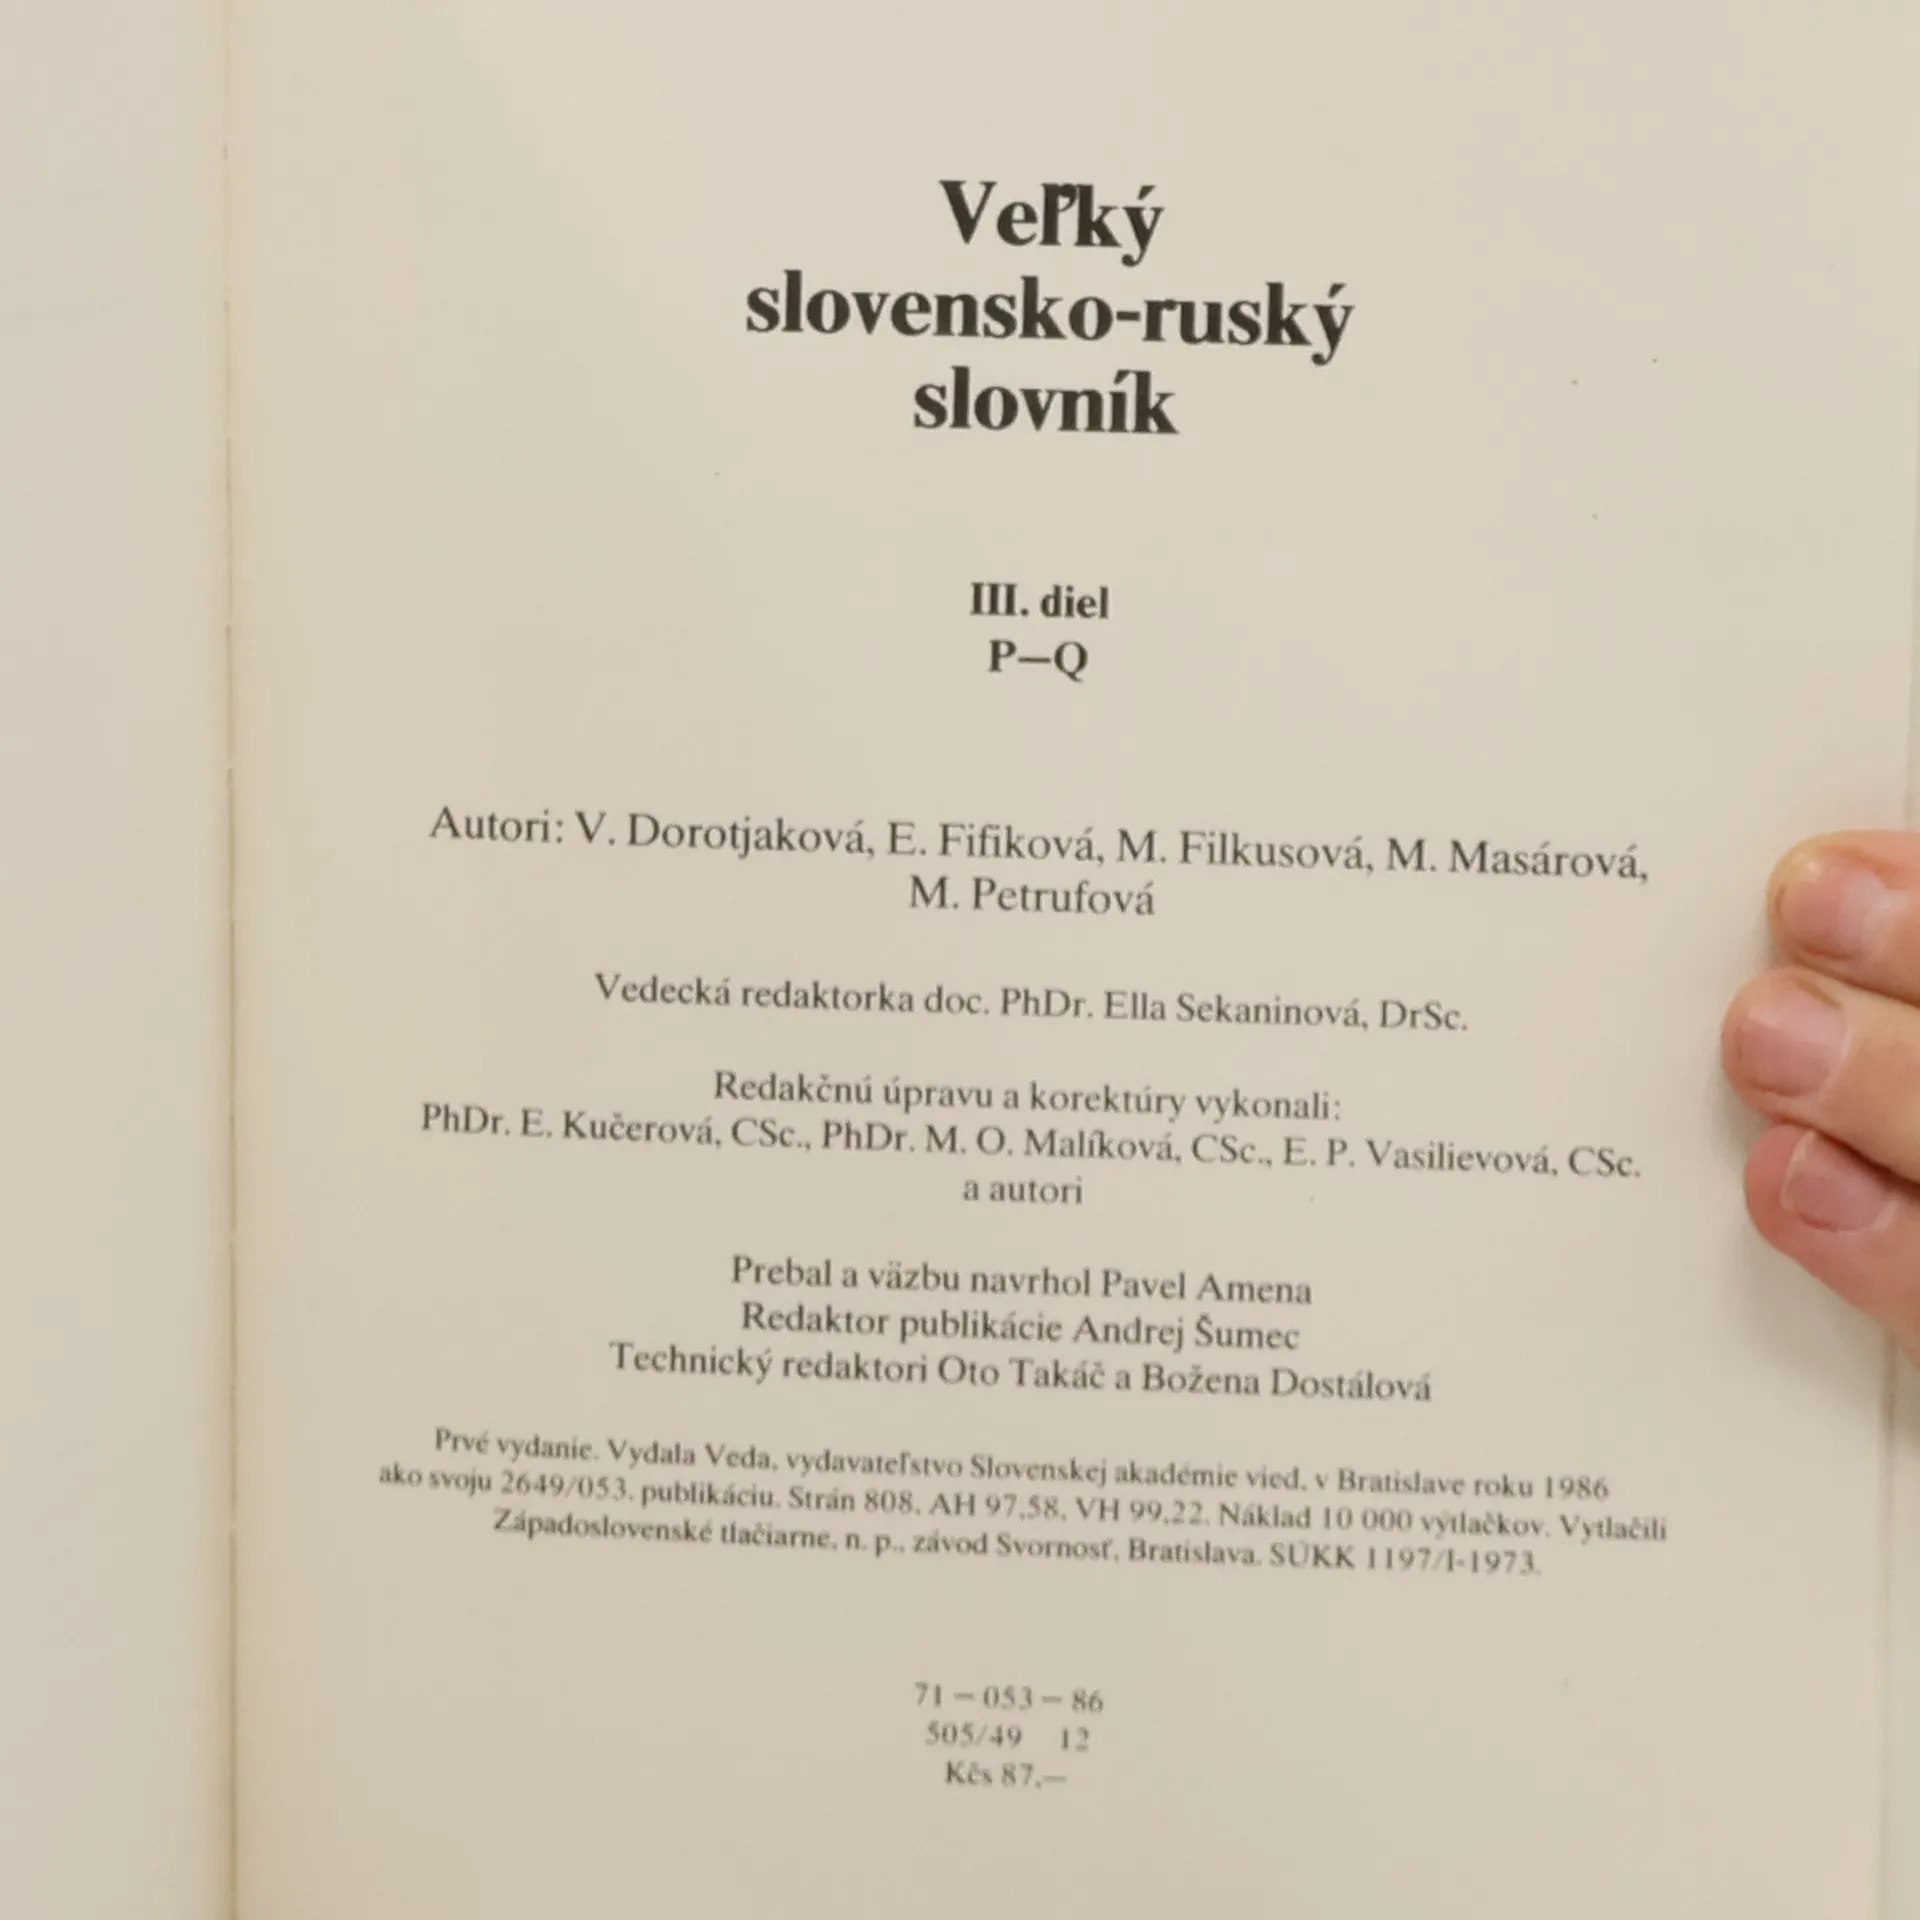 Veľký
slovensko-ruský
slovník
III. diel
P—Q
Autori: V. Dorotjaková, E. Fifiková, M. Filkusová, M. Masárová,
M. Petrufová
Vedecká redaktorka doc. PhDr. Ella Sekaninová, DrSc.
Redakčnú úpravu a korektúry vykonali:
PhDr. E. Kučerová, CSc., PhDr. M. O. Malíková, CSc., E. P. Vasilievová, CSc.
a autori
Prebal a väzbu navrhol Pavel Amena
Redaktor publikácie Andrej Šumec
Technický redaktori Oto Takáč a Božena Dostálová
Prvé vydanie. Vydala Veda, vydavateľstvo Slovenskej akadémie vied, v Bratislave roku 1986
ako svoju 2649/053. publikáciu. Strán 808. AH 97,58, VH 99,22. Náklad 10 000 výtlačkov. Vytlačili
Západoslovenské tlačiarne, n. p., závod Svornosť, Bratislava. SÚKK 1197/I-1973.
71 — 053 — 86
505/49 12
Kčs 87,—